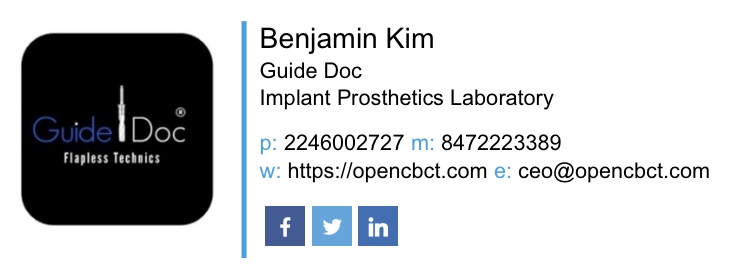 Guide Doc®
Flapless Technics
Benjamin Kim
Guide Doc
Implant Prosthetics Laboratory
p: 2246002727 m: 8472223389
w: https://opencbct.com e: ceo@opencbct.com
f in